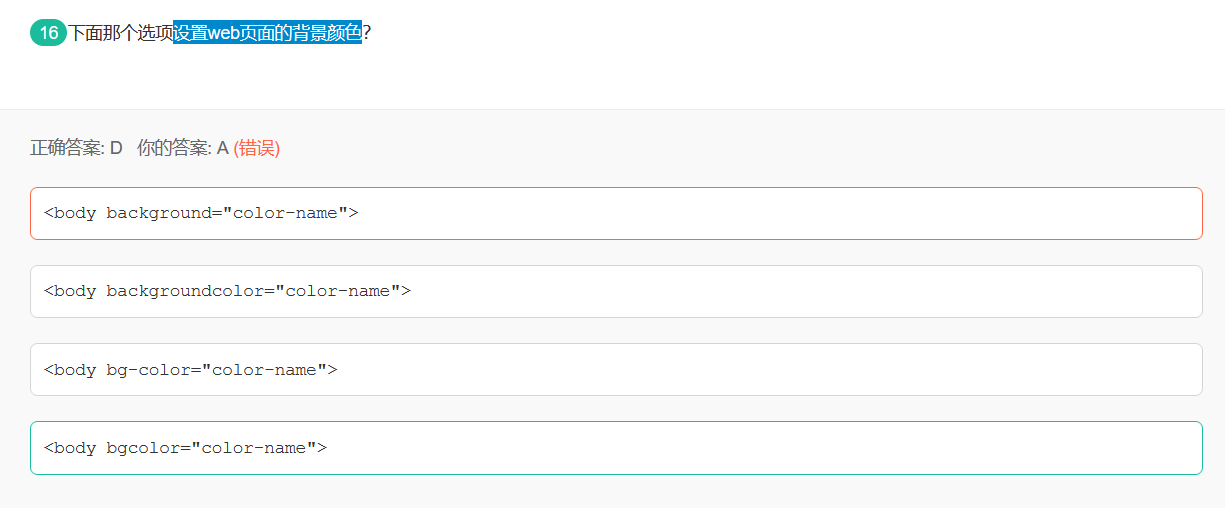 16 下面那个选项设置web页面的背景颜色?
正确答案: D 你的答案: A (错误)
<body background="color-name">
<body backgroundcolor="color-name">
<body bg-color="color-name">
<body bgcolor="color-name">